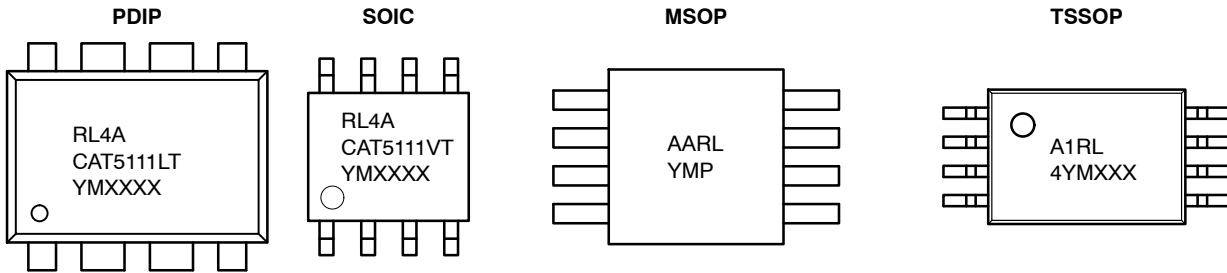 PDIP
SOIC
MSOP
TSSOP
RL4A
CAT5111LT
YMXXXX
RL4A
CAT5111VT
YMXXXX
AARL
YMP
A1RL
4YMXXX